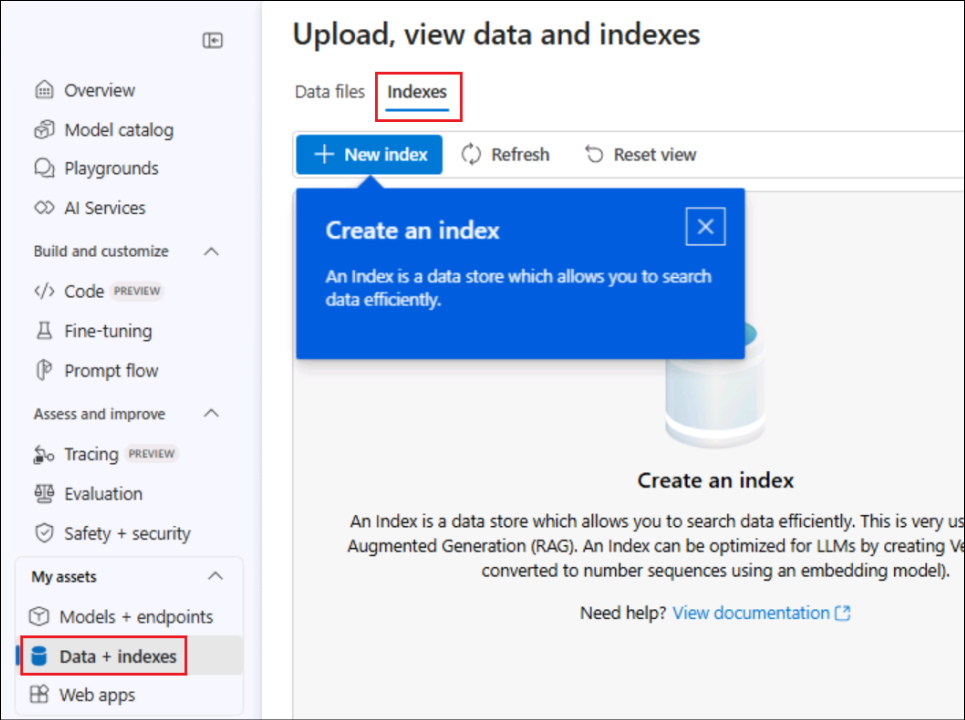 Overview
Model catalog
Playgrounds
AI Services
Build and customize
Code PREVIEW
Fine-tuning
Prompt flow
Assess and improve
Tracing PREVIEW
Evaluation
Safety + security
My assets
Models + endpoints
Data + indexes
Web apps
Upload, view data and indexes
Data files Indexes
New index Refresh Reset view
Create an index
An Index is a data store which allows you to search
data efficiently.
Create an index
An Index is a data store which allows you to search data efficiently. This is very
Augmented Generation (RAG). An Index can be optimized for LLMs by creating
converted to number sequences using an embedding model).
Need help? View documentation